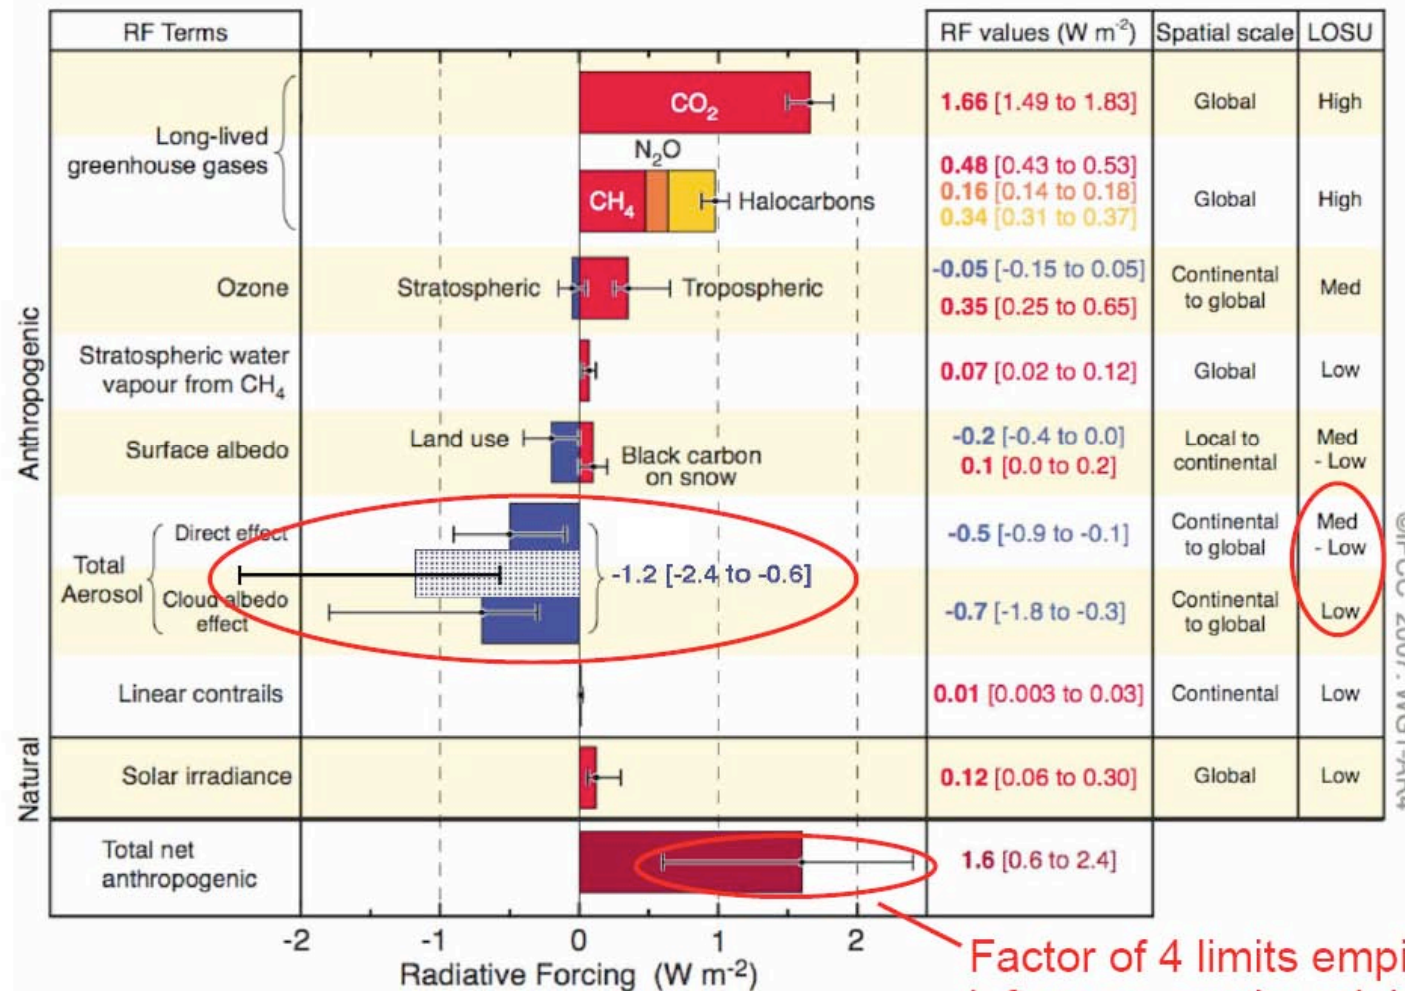 RF Terms
RF values (W m-2)
Spatial scale
LOSU
Anthropogenic
Long-lived
greenhouse gases
CO2
1.66 [1.49 to 1.83]
Global
High
N2O
CH4
Halocarbons
0.48 [0.43 to 0.53]
0.16 [0.14 to 0.18]
0.34 [0.31 to 0.37]
Global
High
Ozone
Stratospheric
Tropospheric
-0.05 [-0.15 to 0.05]
0.35 [0.25 to 0.65]
Continental
to global
Med
Stratospheric water
vapour from CH4
0.07 [0.02 to 0.12]
Global
Low
Surface albedo
Land use
Black carbon
on snow
-0.2 [-0.4 to 0.0]
0.1 [0.0 to 0.2]
Local to
continental
Med
- Low
Total
Aerosol
Direct effect
-0.5 [-0.9 to -0.1]
Continental
to global
Med
- Low
-1.2 [-2.4 to -0.6]
Cloud albedo
effect
-0.7 [-1.8 to -0.3]
Continental
to global
Low
Linear contrails
0.01 [0.003 to 0.03]
Continental
Low
Natural
Solar irradiance
0.12 [0.06 to 0.30]
Global
Low
Total net
anthropogenic
1.6 [0.6 to 2.4]
-2 -1 0 1 2
Radiative Forcing (W m-2)
©IPCC 2007: WG1-AR4
Factor of 4 limits empi